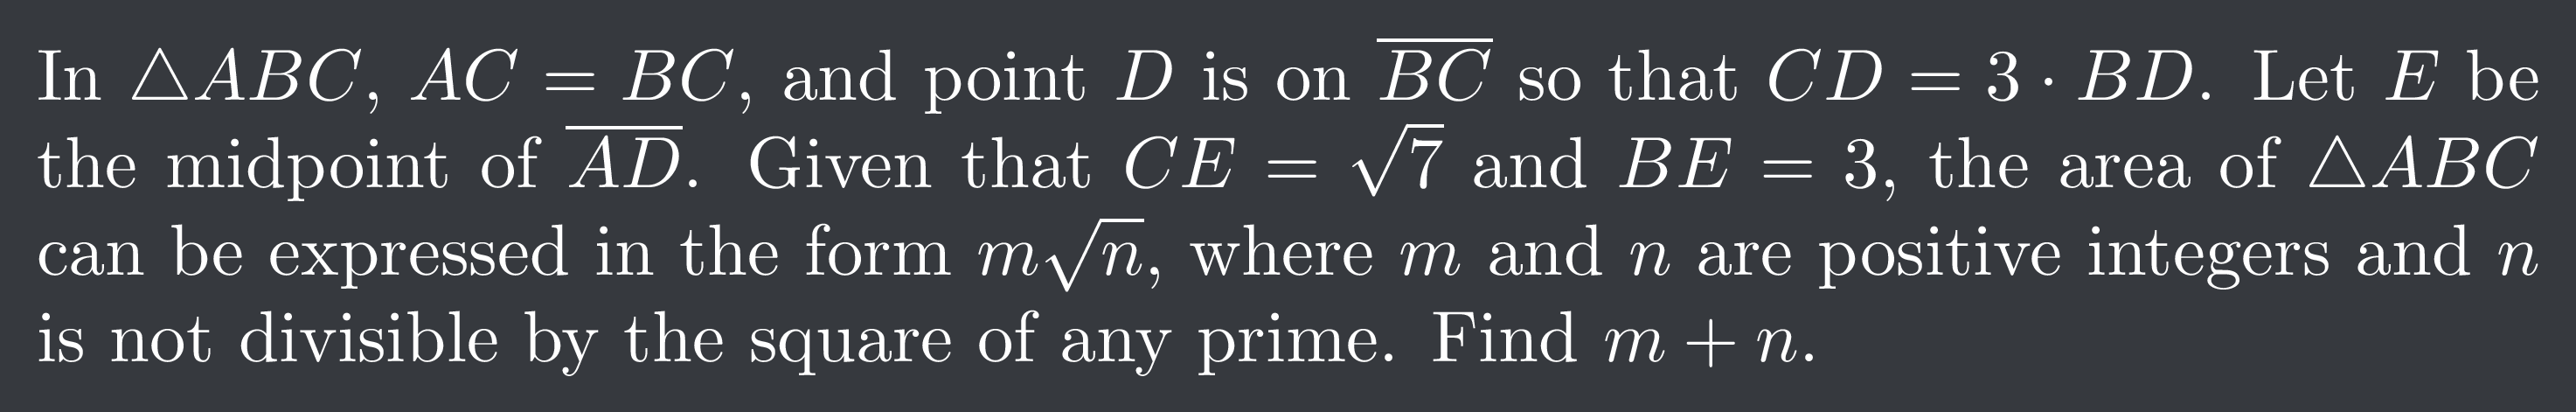 In △ABC, AC = BC, and point D is on \overline{BC} so that CD = 3 · BD. Let E be
the midpoint of \overline{AD}. Given that CE = √7 and BE = 3, the area of △ABC
can be expressed in the form m√n, where m and n are positive integers and n
is not divisible by the square of any prime. Find m + n.